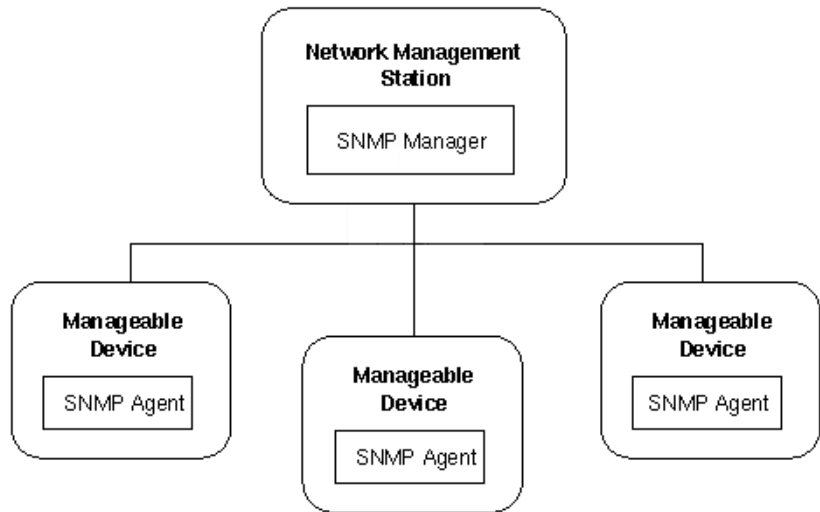 Network Management
Station
SNMP Manager
Manageable
Device
SNMP Agent
Manageable
Device
SNMP Agent
Manageable
Device
SNMP Agent